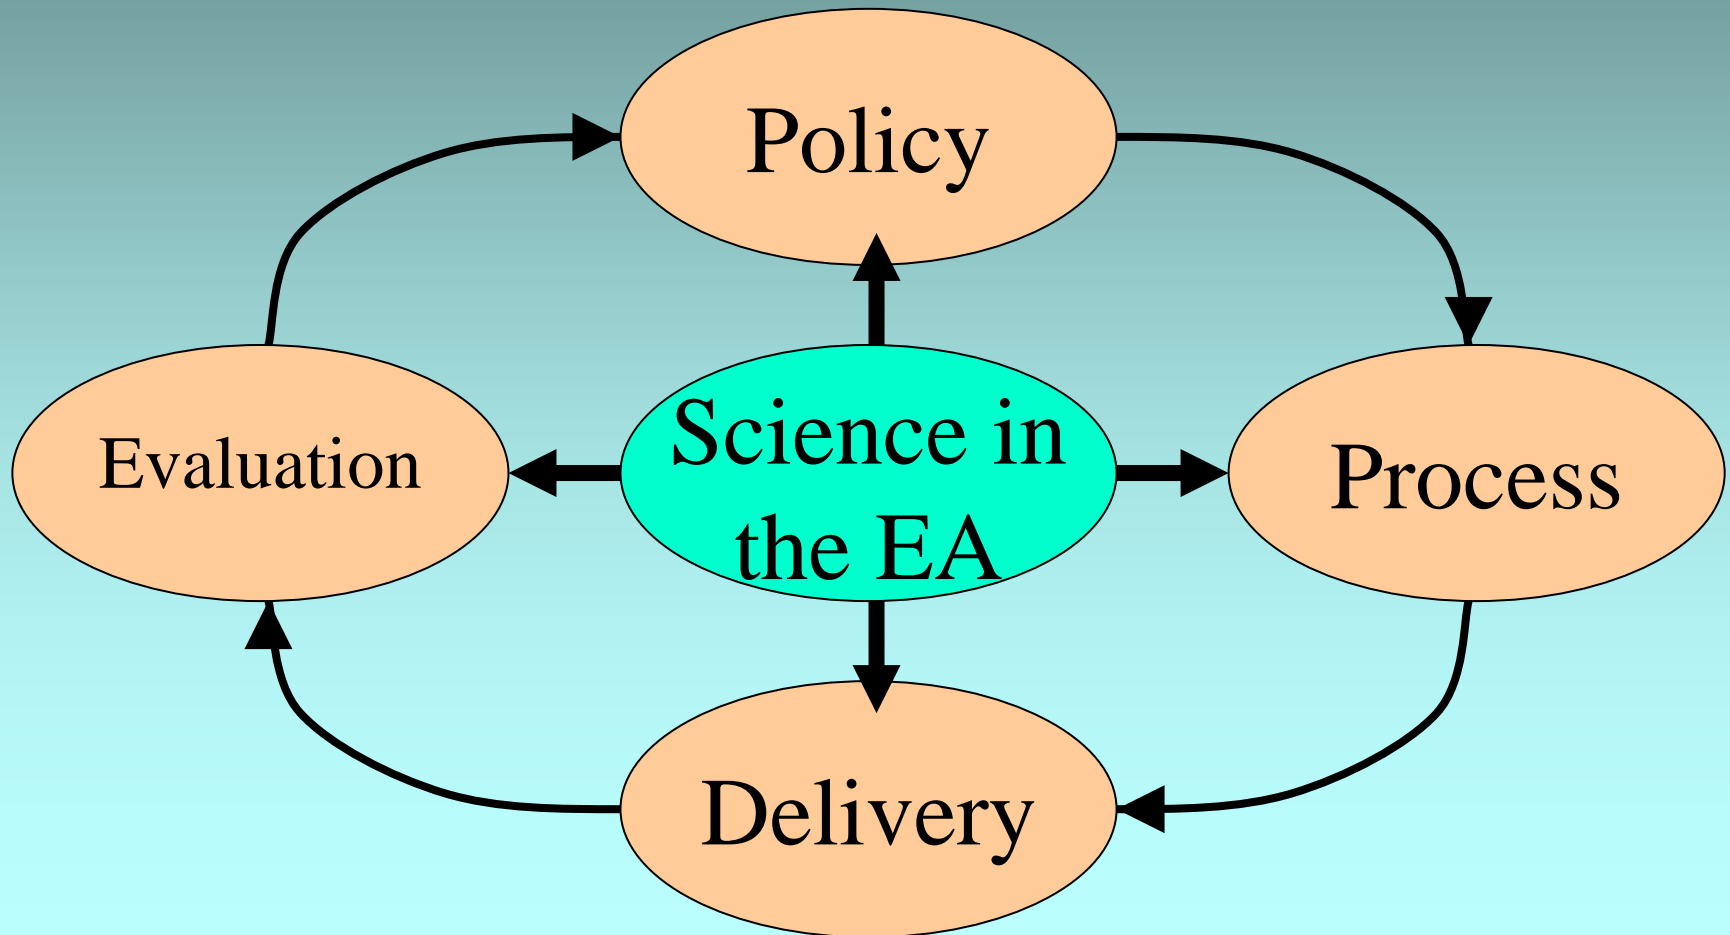 Policy
Evaluation
Science in
the EA
Process
Delivery